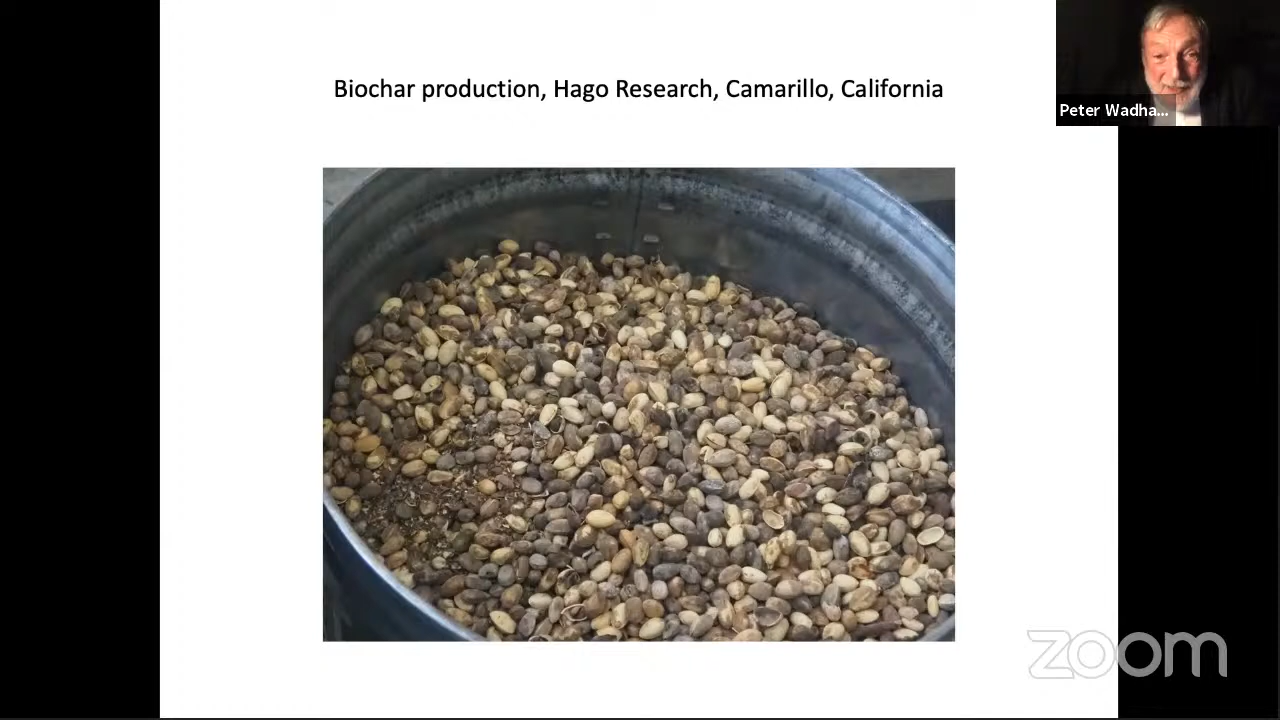 Biochar production, Hago Research, Camarillo, California
Peter Wadha...
zoom